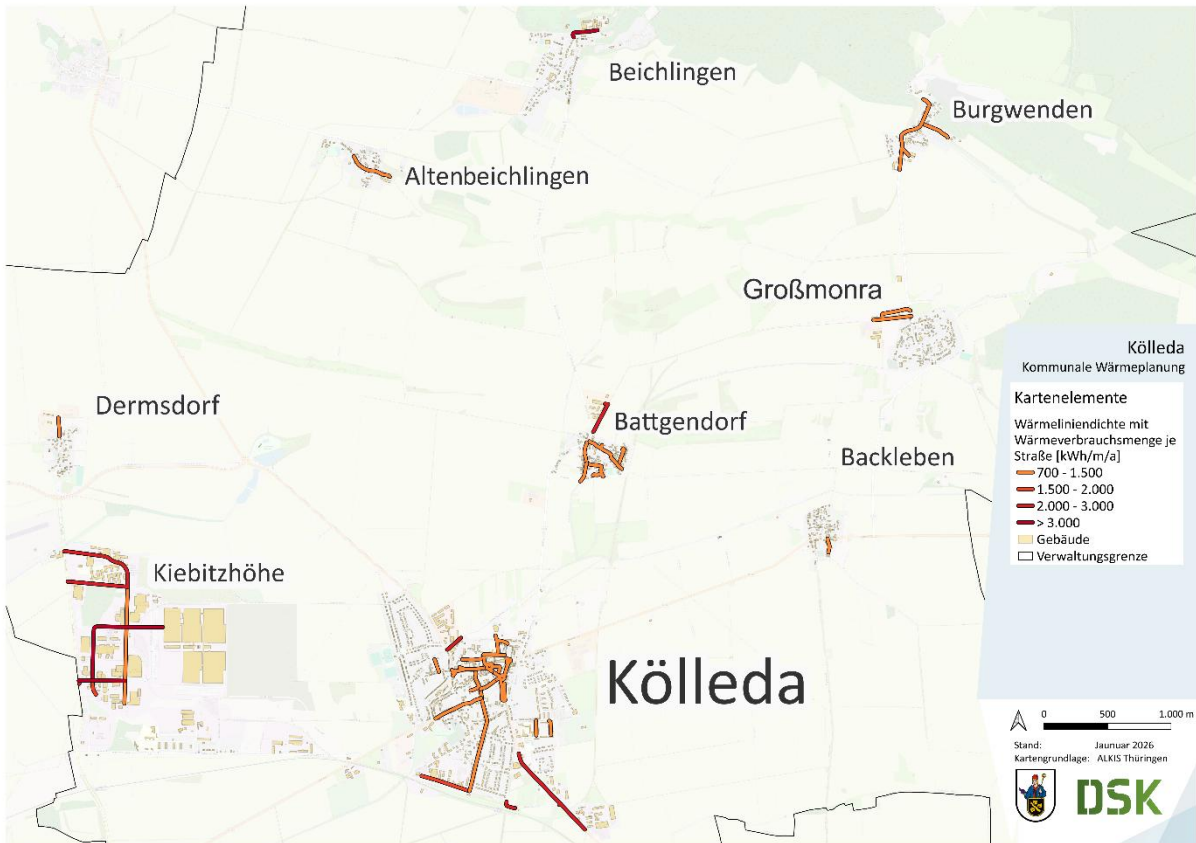 Beichlingen
Burgwenden
Altenbeichlingen
Großmonra
Dermsdorf
Battgendorf
Backleben
Kiebitzhöhe
Kölleda
Kölleda
Kommunale Wärmeplanung
Kartenelemente
Wärmeliniendichte mit
Wärmeverbrauchsmenge je
Straße [kWh/m/a]
700 - 1.500
1.500 - 2.000
2.000 - 3.000
> 3.000
Gebäude
Verwaltungsgrenze
0 500 1.000 m
Stand: Jaunuar 2026
Kartengrundlage: ALKIS Thüringen
DSK